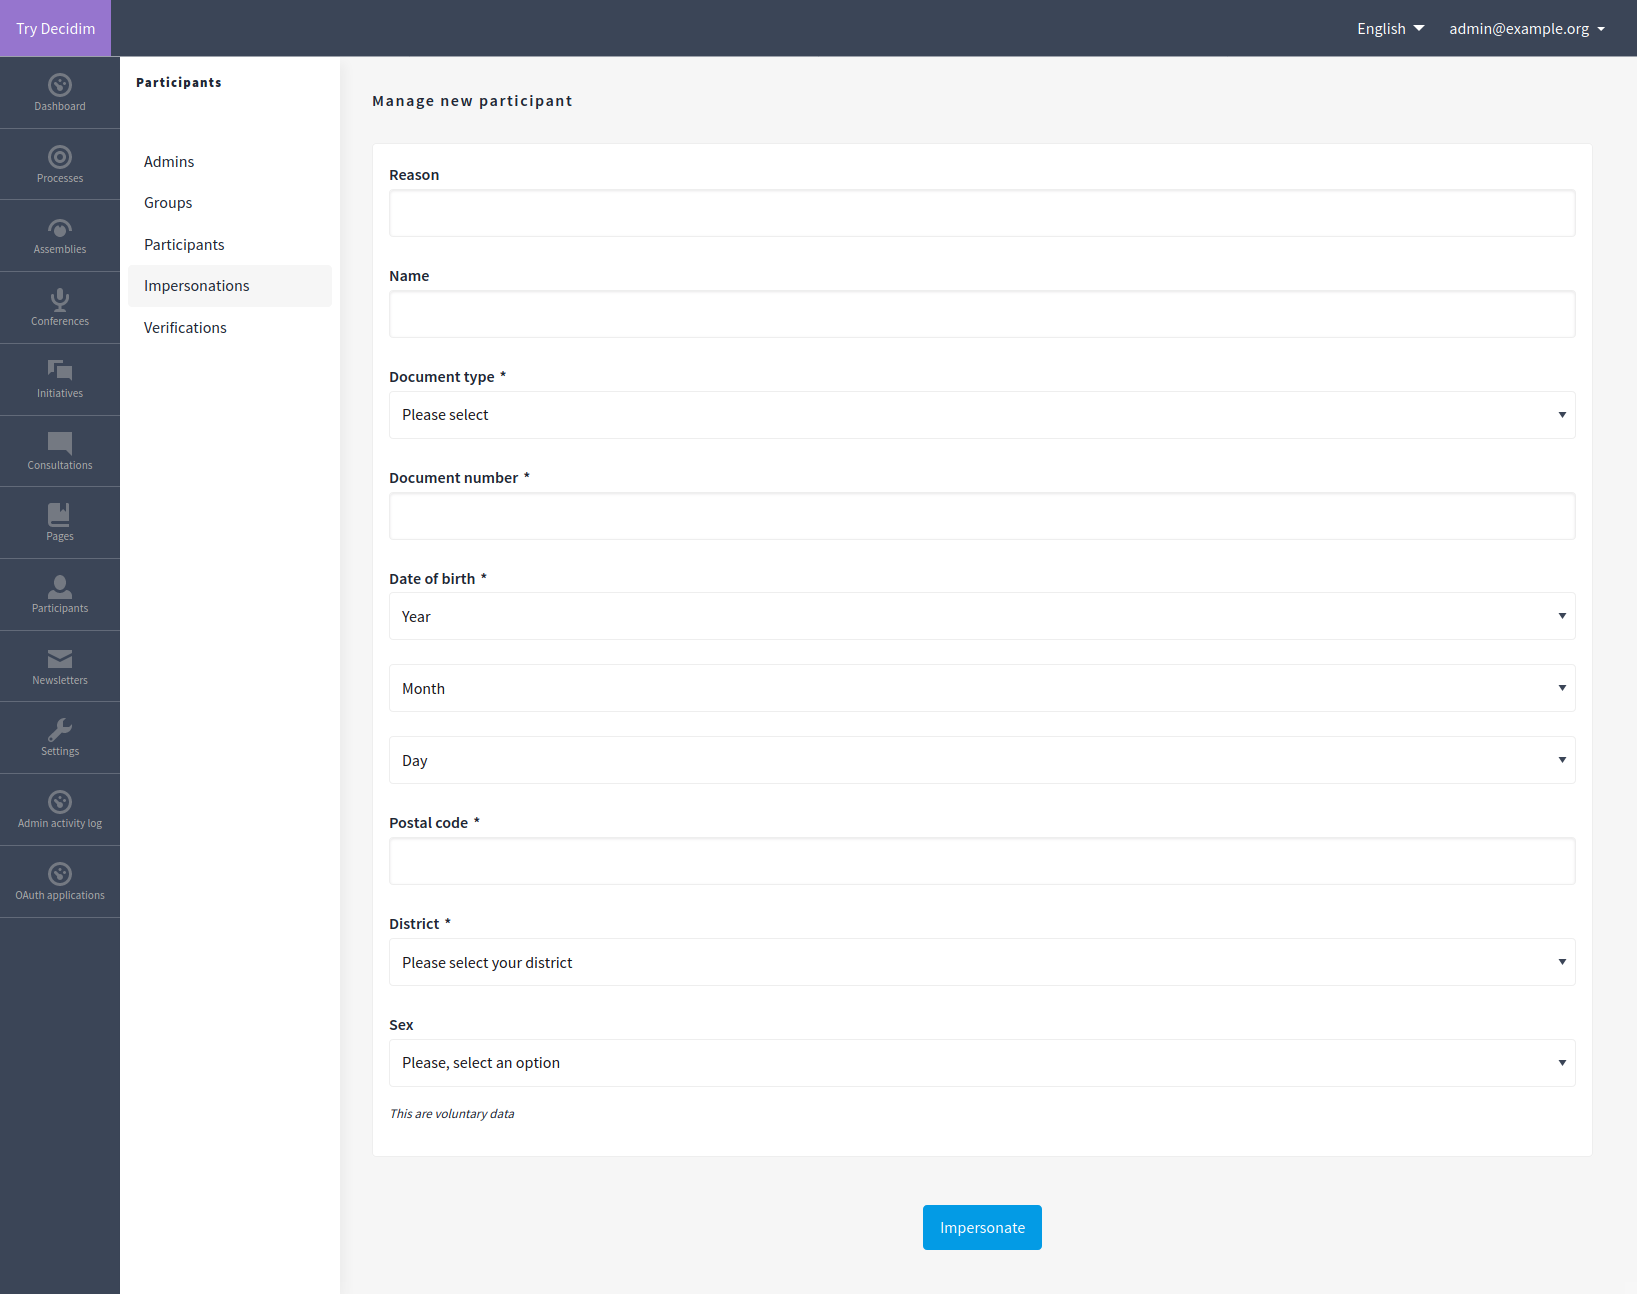 Try Decidim
English
admin@example.org
Dashboard
Processes
Assemblies
Conferences
Initiatives
Consultations
Pages
Participants
Newsletters
Settings
Admin activity log
OAuth applications
Participants
Admins
Groups
Participants
Impersonations
Verifications
Manage new participant
Reason
Name
Document type *
Please select
Document number *
Date of birth *
Year
Month
Day
Postal code *
District *
Please select your district
Sex
Please, select an option
This are voluntary data
Impersonate